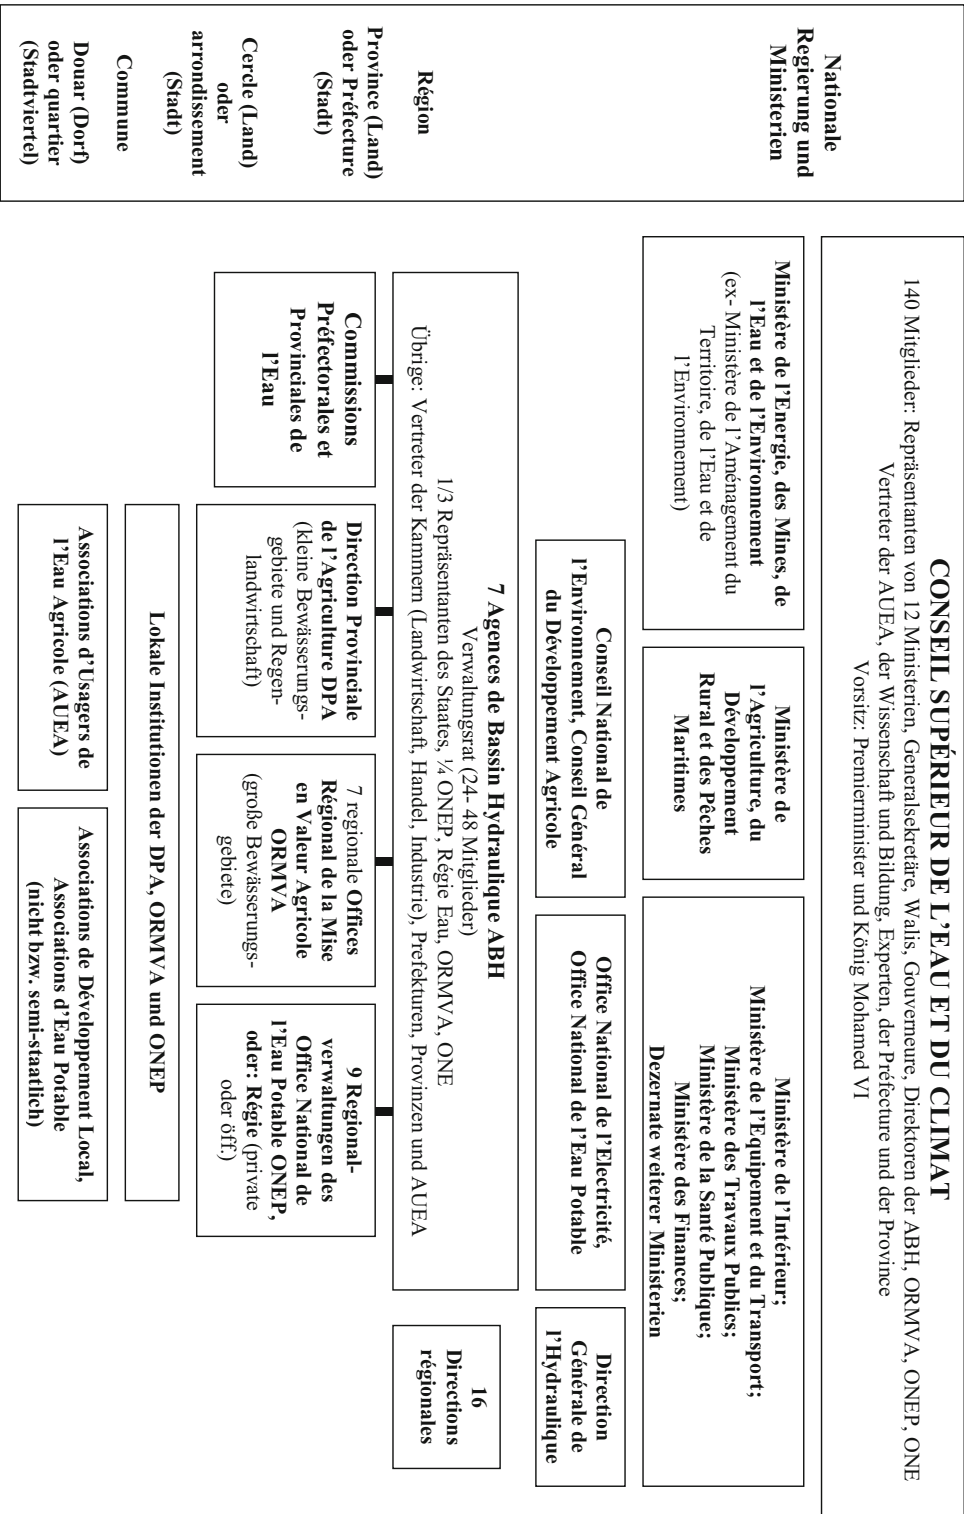 Nationale
Regierung und
Ministerien
Région
Province (Land)
oder Préfecture
(Stadt)
Cercle (Land)
oder
arrondissement
(Stadt)
Commune
Douar (Dorf)
oder quartier
(Stadtviertel)
CONSEIL SUPÉRIEUR DE L'EAU ET DU CLIMAT
140 Mitglieder: Repräsentanten von 12 Ministerien, Generalsekretäre, Walis, Gouverneure, Direktoren der ABH, ORMVA, ONEP, ONE
Vertreter der AUEA, der Wissenschaft und Bildung, Experten, der Préfecture und der Province
Vorsitz: Premierminister und König Mohamed VI
Ministère de l'Energie, des Mines, de
l'Eau et de l'Environnement
(ex- Ministère de l'Aménagement du
Territoire, de l'Eau et de
l'Environnement)
Ministère de
l'Agriculture, du
Développement
Rural et des Pêches
Maritimes
Ministère de l'Intérieur;
Ministère de l'Equipement et du Transport;
Ministère des Travaux Publics;
Ministère de la Santé Publique;
Ministère des Finances;
Dezernate weiterer Ministerien
Conseil National de
l'Environnement, Conseil Général
du Développement Agricole
Office National de l'Electricité,
Office National de l'Eau Potable
Direction
Générale de
l'Hydraulique
7 Agences de Bassin Hydraulique ABH
Verwaltungsrat (24- 48 Mitglieder)
1/3 Repräsentanten des Staates, ¼ ONEP, Régie Eau, ORMVA, ONE
Übrige: Vertreter der Kammern (Landwirtschaft, Handel, Industrie), Prefekturen, Provinzen und AUEA
16
Directions
régionales
Commissions
Préfectorales et
Provinciales de
l'Eau
Direction Provinciale
de l'Agriculture DPA
(kleine Bewässerungs-
gebiete und Regen-
landwirtschaft)
7 regionale Offices
Régional de la Mise
en Valeur Agricole
ORMVA
(große Bewässerungs-
gebiete)
9 Regional-
verwaltungen des
Office National de
l'Eau Potable ONEP,
oder: Régie (private
oder öff.)
Lokale Institutionen der DPA, ORMVA und ONEP
Associations d'Usagers de
l'Eau Agricole (AUEA)
Associations de Développement Local,
Associations d'Eau Potable
(nicht bzw. semi-staatlich)